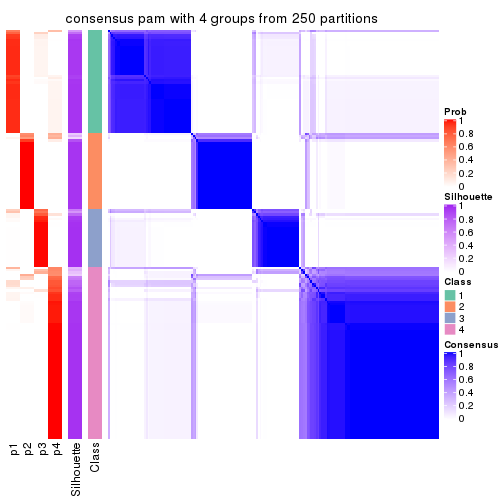 consensus pam with 4 groups from 250 partitions
Prob
1
0.8
0.6
0.4
0.2
0
Silhouette
1
0.8
0.6
0.4
0.2
0
Class
1
2
3
4
Consensus
1
0.8
0.6
0.4
0.2
0
p1
p2
p3
p4
Silhouette
Class